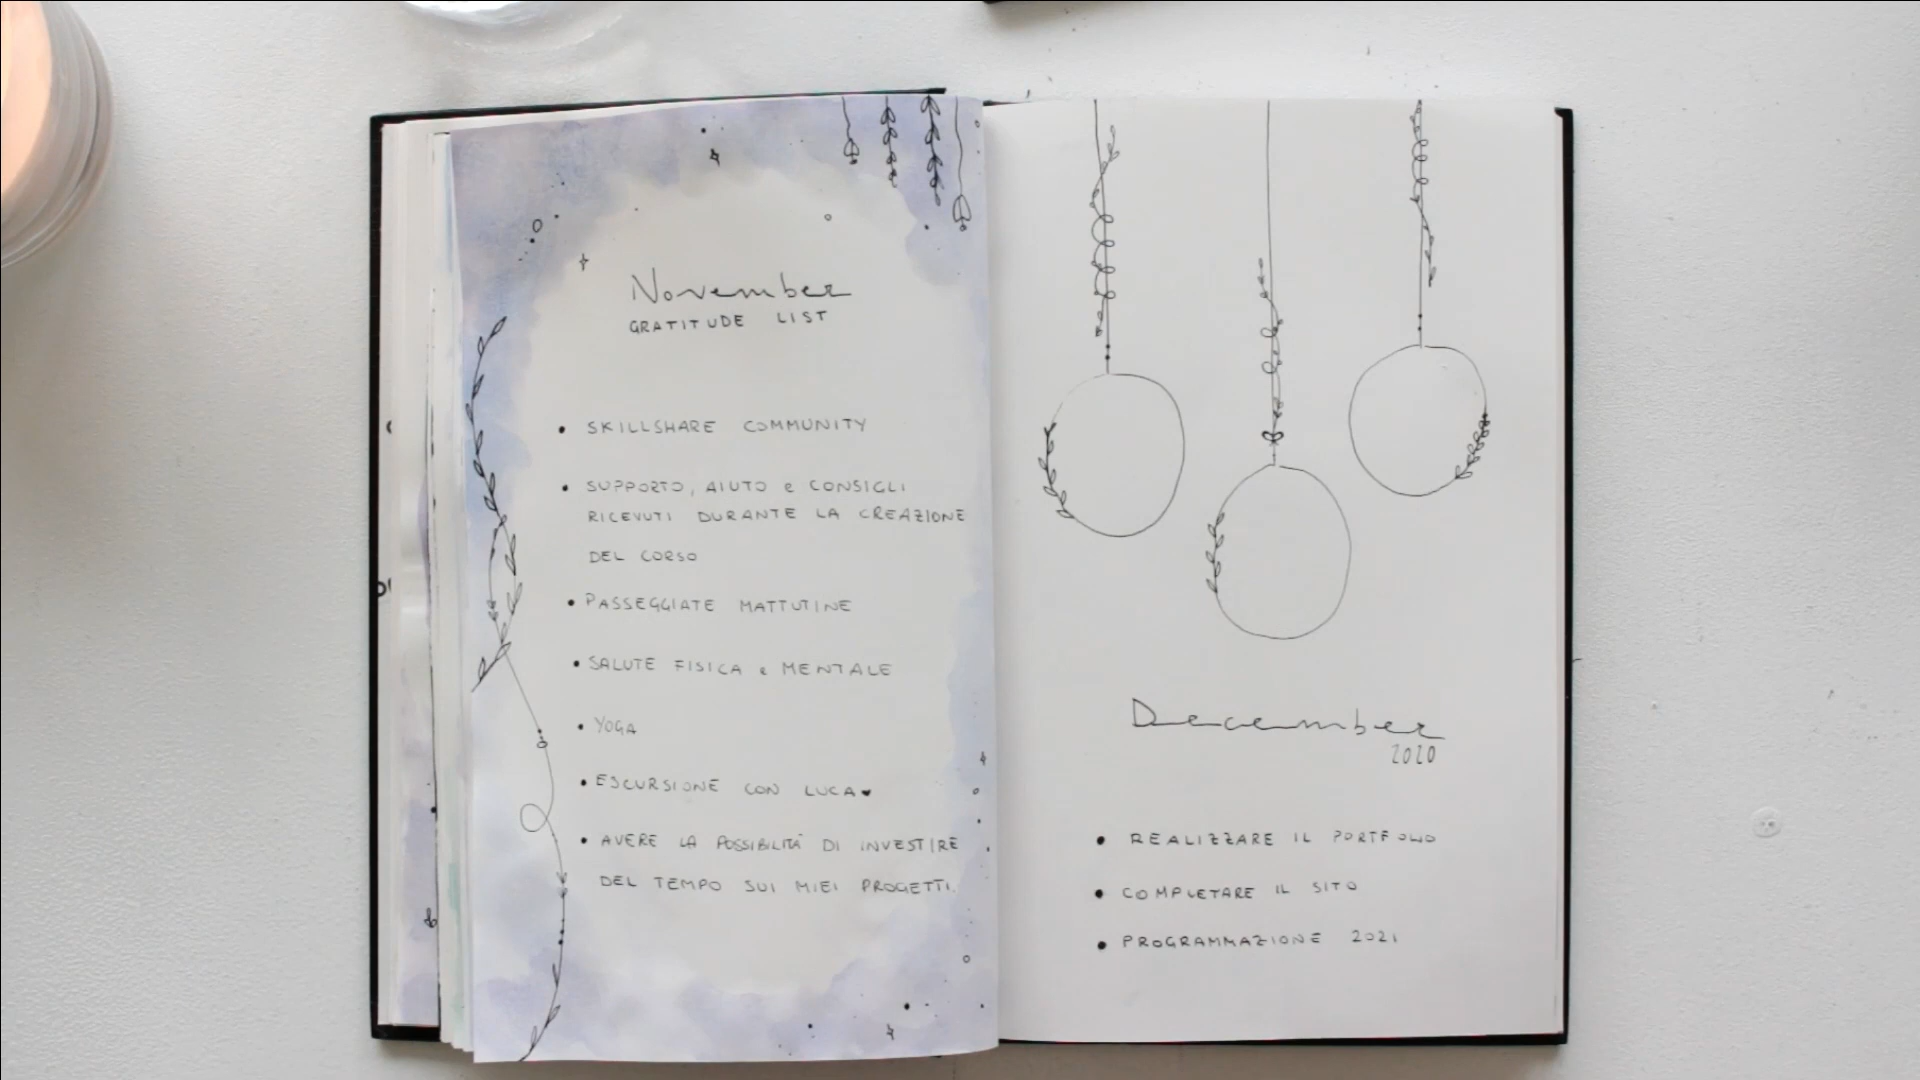 November
GRATITUDE LIST
• SKILLSHARE COMMUNITY
• SUPPORTO, AIUTO e CONSIGLI
RICEVUTI DURANTE LA CREAZIONE
DEL CORSO
• PASSEGGIATE MATTUTINE
• SALUTE FISICA e MENTALE
• YOGA
• ESCURSIONE CON LUCA♥
• AVERE LA POSSIBILITÀ DI INVESTIRE
DEL TEMPO SUI MIEI PROGETTI.
December
2020
• REALIZZARE IL PORTFOLIO
• COMPLETARE IL SITO
• PROGRAMMAZIONE 2021